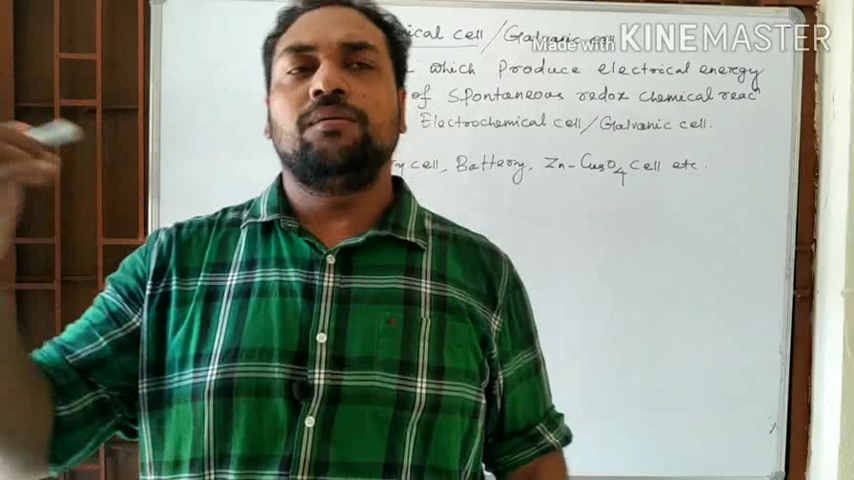 ical cell / Galvanic cell
Made with KINEMASTER
which produce electrical energy
of spontaneous redox chemical reac
Electrochemical cell / Galvanic cell.
cell, Battery, Zn-CuSO4 cell etc.